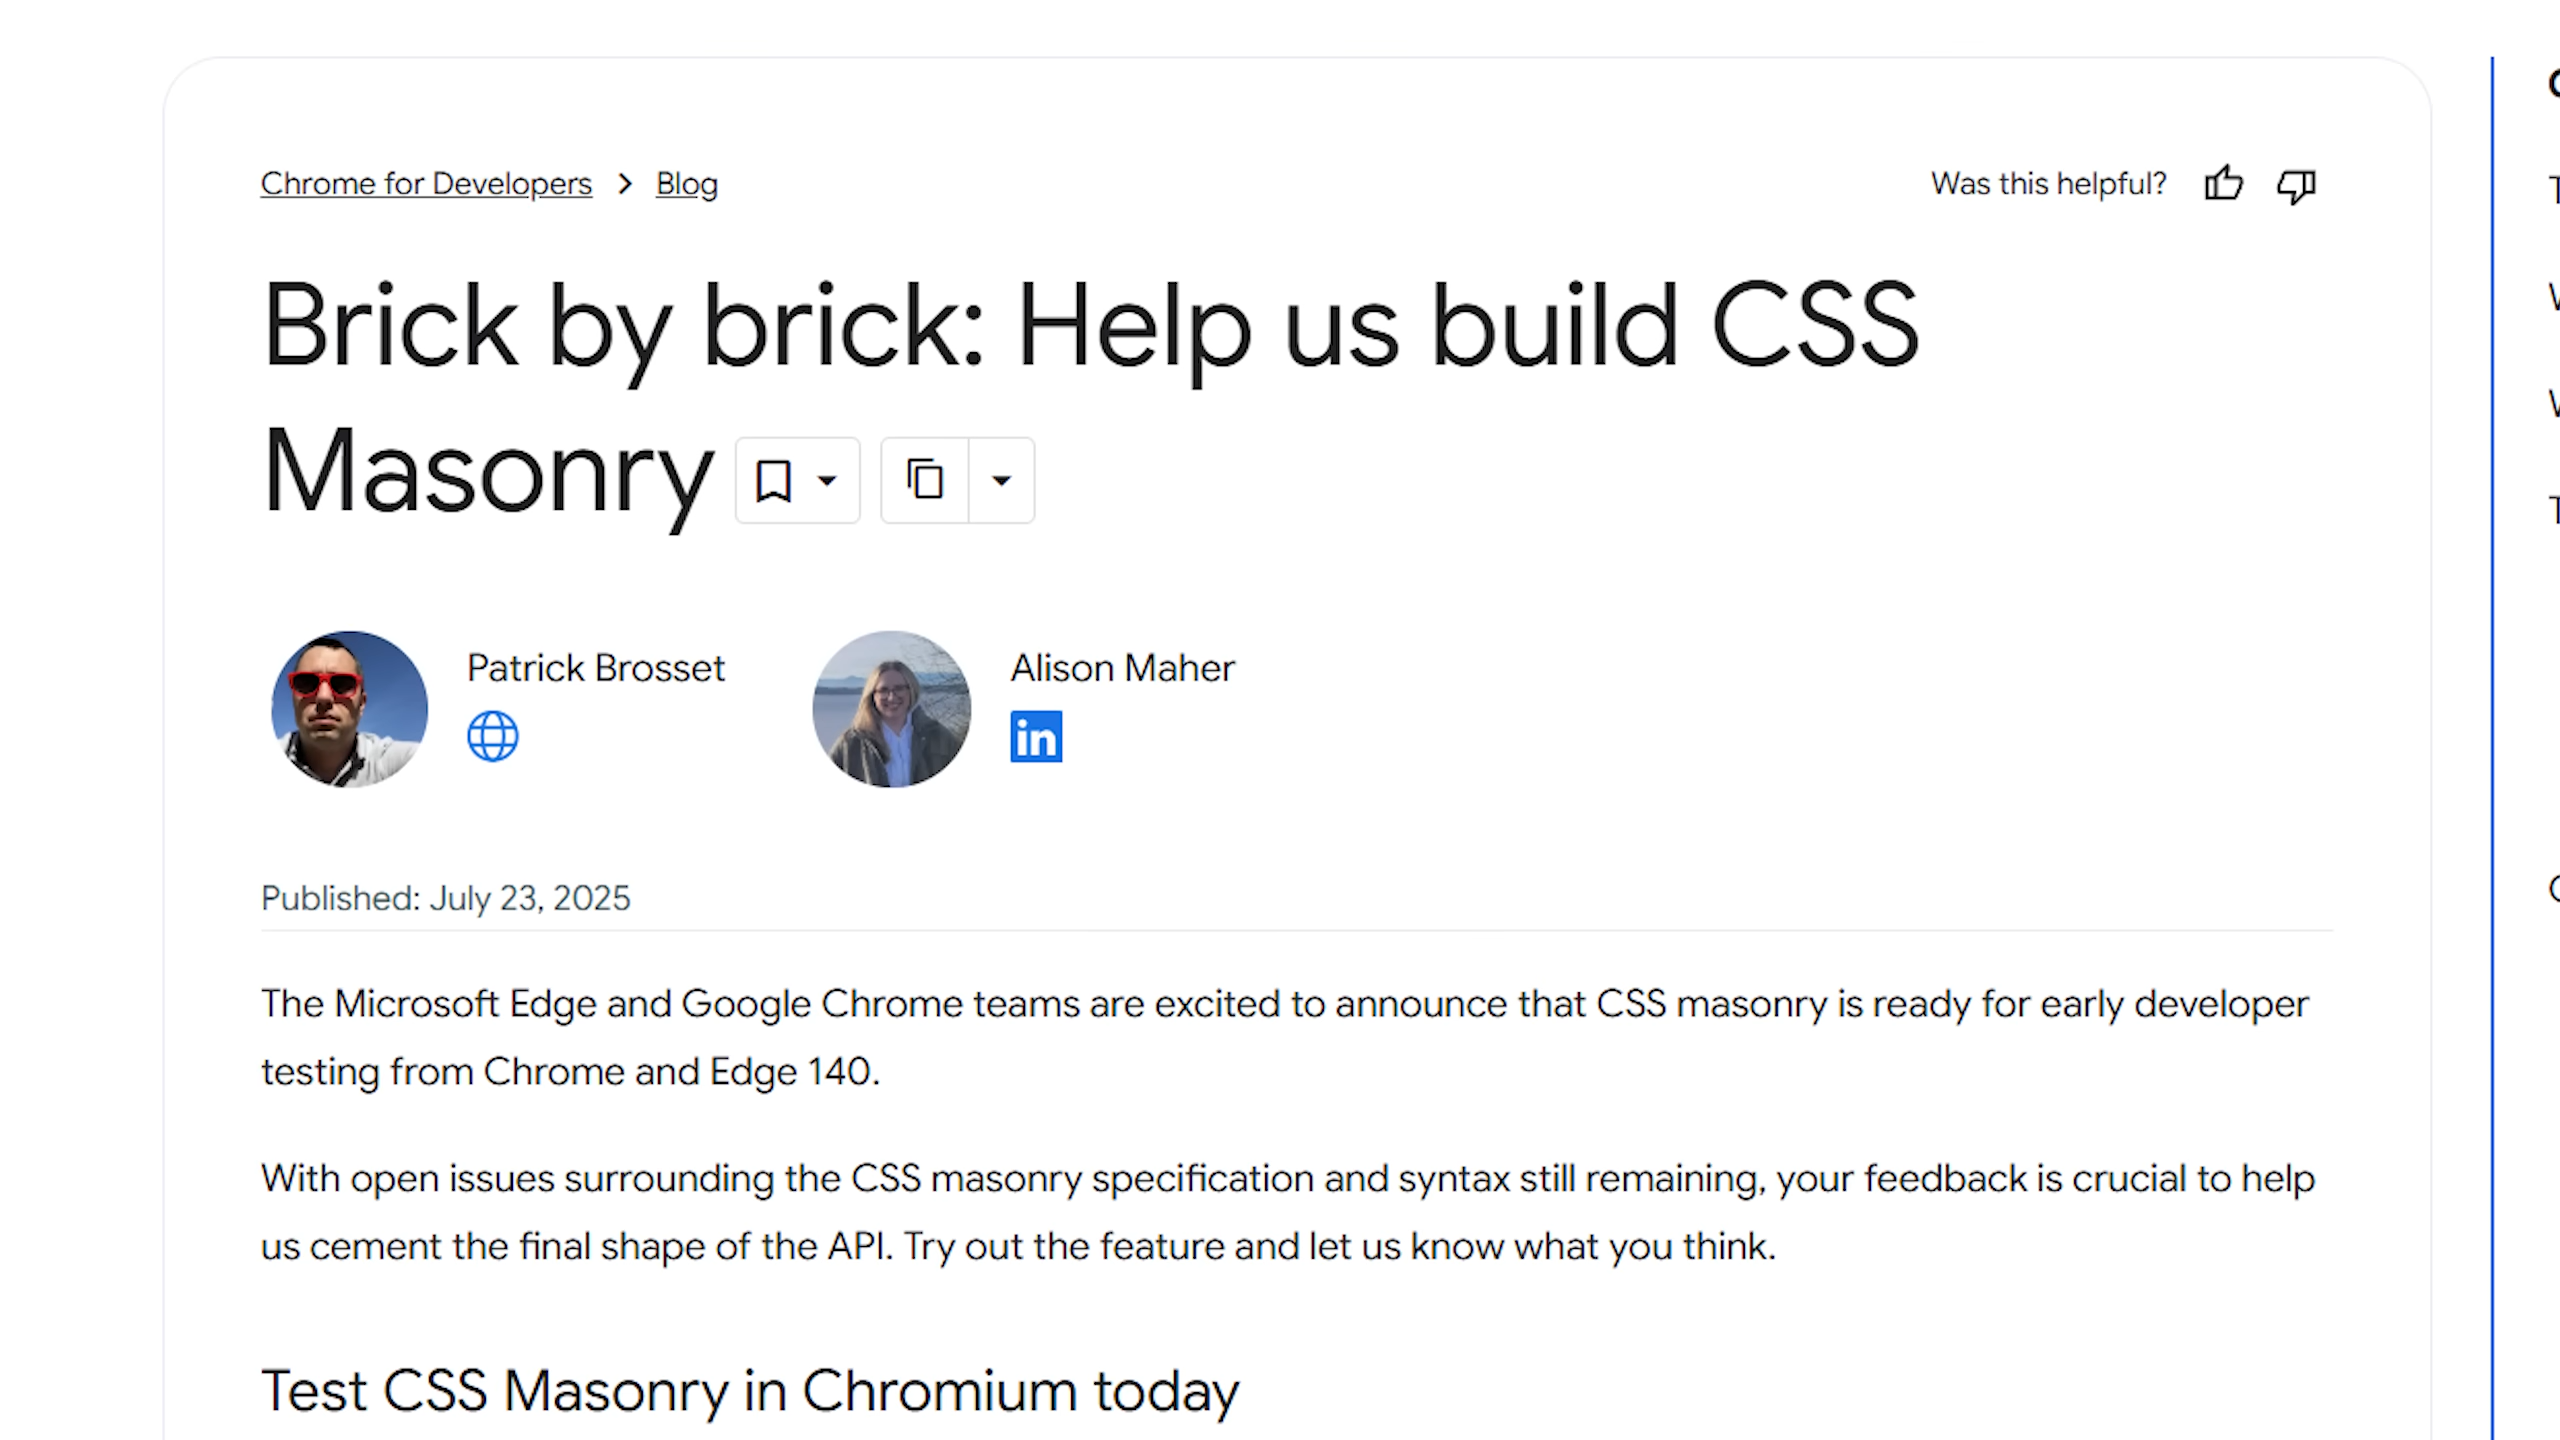 Chrome for Developers > Blog
Was this helpful?
Brick by brick: Help us build CSS
Masonry
Patrick Brosset
Alison Maher
in
Published: July 23, 2025
The Microsoft Edge and Google Chrome teams are excited to announce that CSS masonry is ready for early developer
testing from Chrome and Edge 140.
With open issues surrounding the CSS masonry specification and syntax still remaining, your feedback is crucial to help
us cement the final shape of the API. Try out the feature and let us know what you think.
Test CSS Masonry in Chromium today